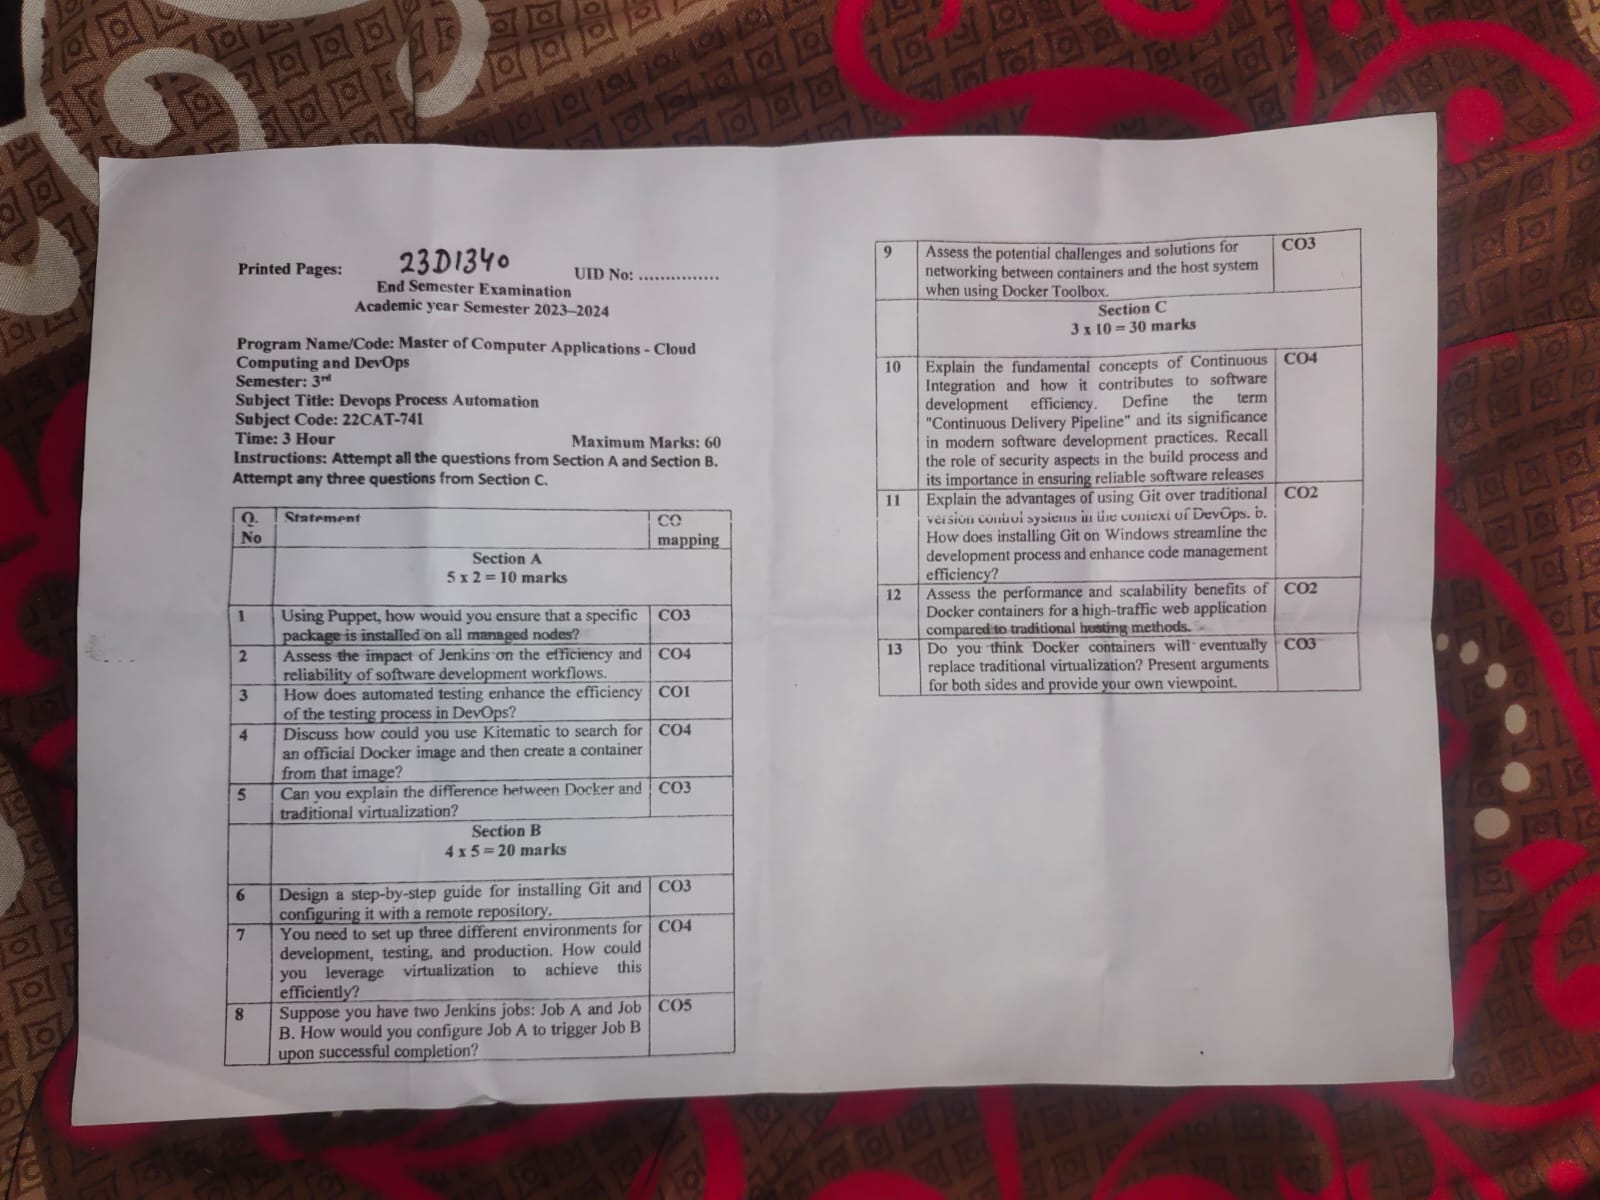 23D1340
Printed Pages: UID No: ...............
End Semester Examination
Academic year Semester 2023–2024
Program Name/Code: Master of Computer Applications - Cloud
Computing and DevOps
Semester: 3rd
Subject Title: Devops Process Automation
Subject Code: 22CAT-741
Time: 3 Hour Maximum Marks: 60
Instructions: Attempt all the questions from Section A and Section B.
Attempt any three questions from Section C.
Q. Statement CO
No mapping
Section A
5 x 2 = 10 marks
1 Using Puppet, how would you ensure that a specific CO3
package is installed on all managed nodes?
2 Assess the impact of Jenkins on the efficiency and CO4
reliability of software development workflows.
3 How does automated testing enhance the efficiency CO1
of the testing process in DevOps?
4 Discuss how could you use Kitematic to search for CO4
an official Docker image and then create a container
from that image?
5 Can you explain the difference between Docker and CO3
traditional virtualization?
Section B
4 x 5 = 20 marks
6 Design a step-by-step guide for installing Git and CO3
configuring it with a remote repository.
7 You need to set up three different environments for CO4
development, testing, and production. How could
you leverage virtualization to achieve this
efficiently?
8 Suppose you have two Jenkins jobs: Job A and Job CO5
B. How would you configure Job A to trigger Job B
upon successful completion?
9 Assess the potential challenges and solutions for CO3
networking between containers and the host system
when using Docker Toolbox.
Section C
3 x 10 = 30 marks
10 Explain the fundamental concepts of Continuous CO4
Integration and how it contributes to software
development efficiency. Define the term
"Continuous Delivery Pipeline" and its significance
in modern software development practices. Recall
the role of security aspects in the build process and
its importance in ensuring reliable software releases
11 Explain the advantages of using Git over traditional CO2
version control systems in the context of DevOps. b.
How does installing Git on Windows streamline the
development process and enhance code management
efficiency?
12 Assess the performance and scalability benefits of CO2
Docker containers for a high-traffic web application
compared to traditional hosting methods.
13 Do you think Docker containers will eventually CO3
replace traditional virtualization? Present arguments
for both sides and provide your own viewpoint.